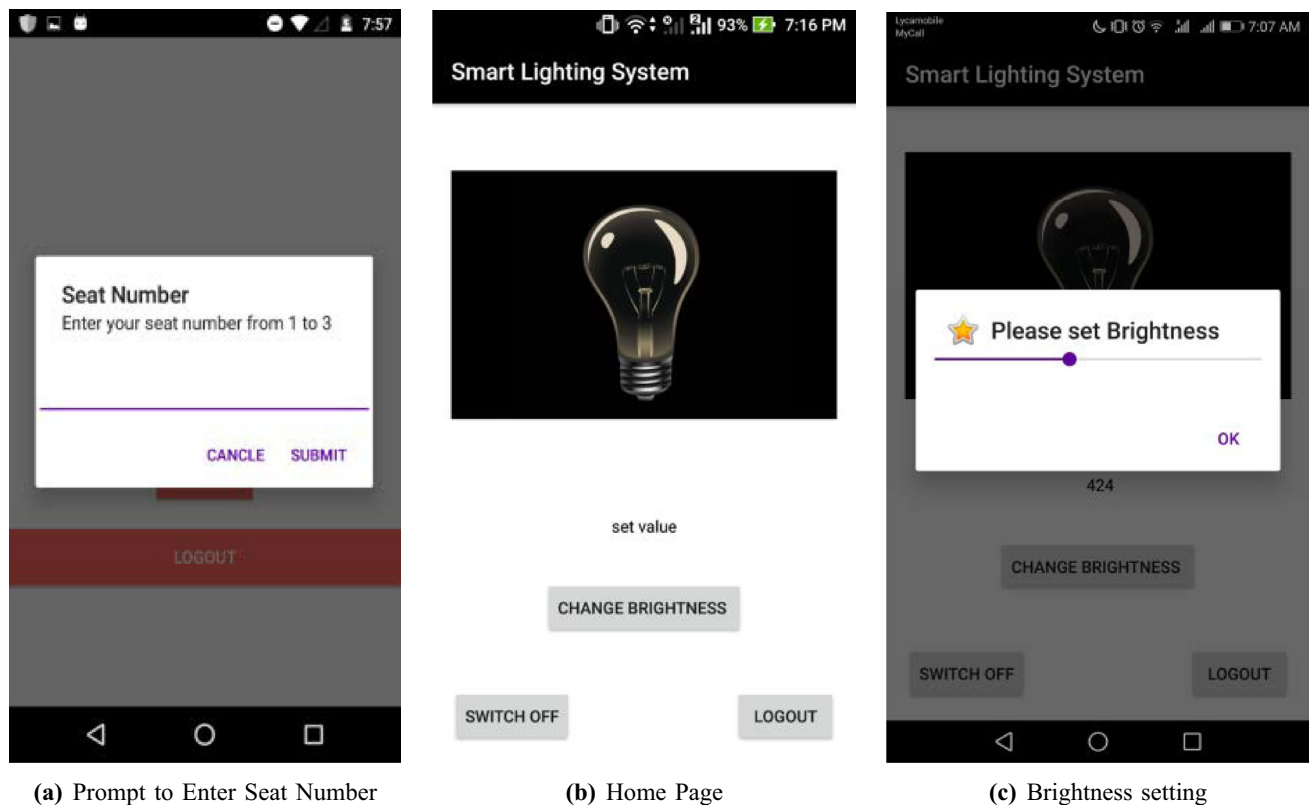 7:57
Seat Number
Enter your seat number from 1 to 3
CANCLE SUBMIT
LOGOUT
(a) Prompt to Enter Seat Number
2
93% 7:16 PM
Smart Lighting System
set value
CHANGE BRIGHTNESS
SWITCH OFF LOGOUT
(b) Home Page
Lycamobile
MyCall
7:07 AM
Smart Lighting System
Please set Brightness
OK
424
CHANGE BRIGHTNESS
SWITCH OFF LOGOUT
(c) Brightness setting